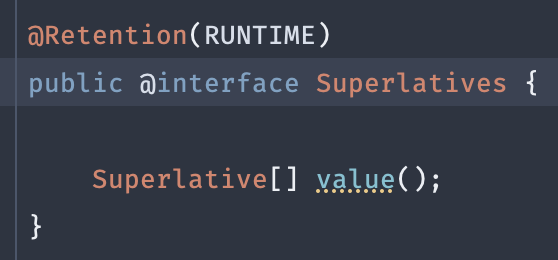 @Retention(RUNTIME)
public @interface Superlatives {
Superlative[] value();
}